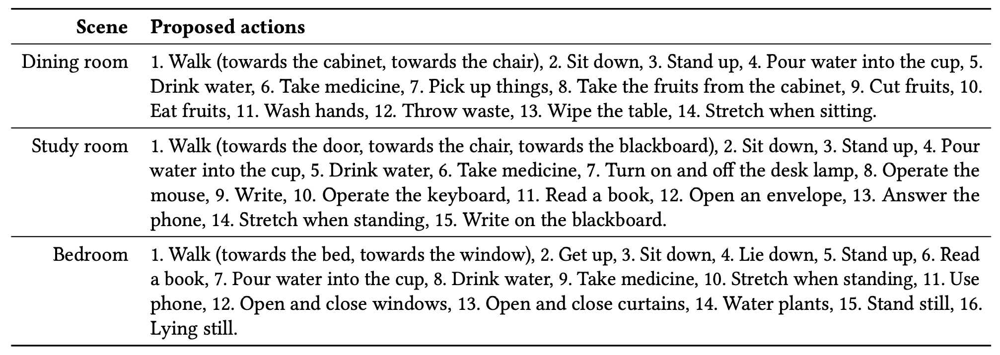 Scene Proposed actions
Dining room 1. Walk (towards the cabinet, towards the chair), 2. Sit down, 3. Stand up, 4. Pour water into the cup, 5.
Drink water, 6. Take medicine, 7. Pick up things, 8. Take the fruits from the cabinet, 9. Cut fruits, 10.
Eat fruits, 11. Wash hands, 12. Throw waste, 13. Wipe the table, 14. Stretch when sitting.
Study room 1. Walk (towards the door, towards the chair, towards the blackboard), 2. Sit down, 3. Stand up, 4. Pour
water into the cup, 5. Drink water, 6. Take medicine, 7. Turn on and off the desk lamp, 8. Operate the
mouse, 9. Write, 10. Operate the keyboard, 11. Read a book, 12. Open an envelope, 13. Answer the
phone, 14. Stretch when standing, 15. Write on the blackboard.
Bedroom 1. Walk (towards the bed, towards the window), 2. Get up, 3. Sit down, 4. Lie down, 5. Stand up, 6. Read
a book, 7. Pour water into the cup, 8. Drink water, 9. Take medicine, 10. Stretch when standing, 11. Use
phone, 12. Open and close windows, 13. Open and close curtains, 14. Water plants, 15. Stand still, 16.
Lying still.